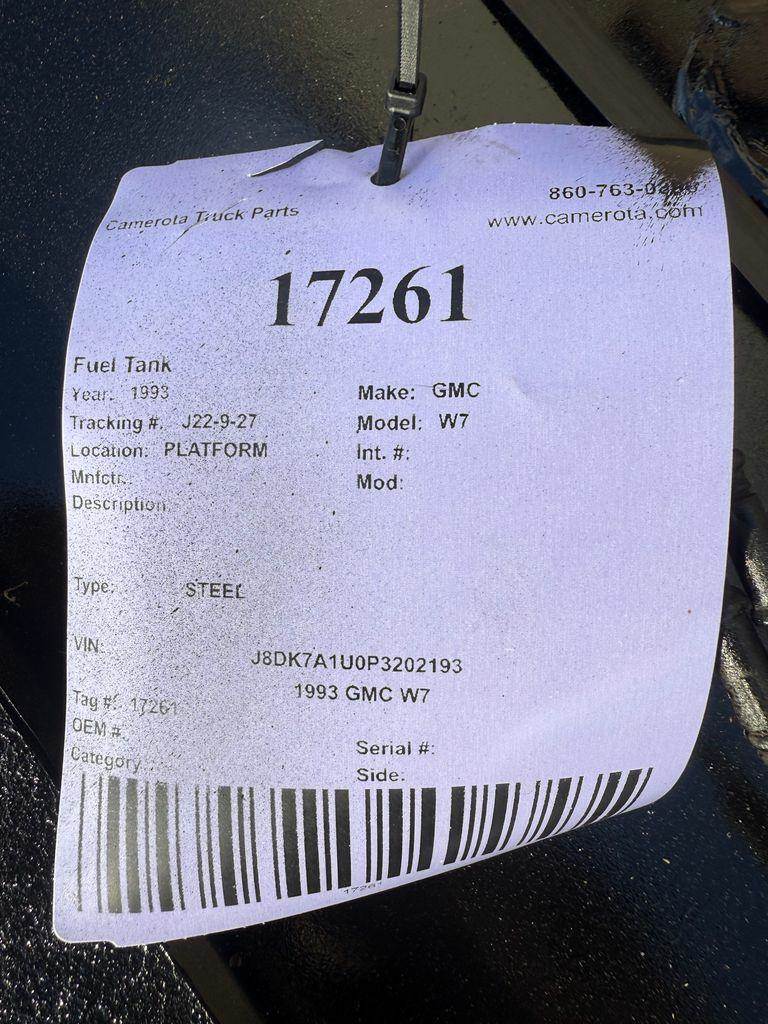 Camerota Truck Parts
860-763-0
www.camerota.com
17261
Fuel Tank
Year: 1993
Make: GMC
Tracking #: J22-9-27
Model: W7
Location: PLATFORM
Int. #:
Mnfctr.:
Mod:
Description:
Type: STEEL
VIN: J8DK7A1U0P3202193
1993 GMC W7
Tag #: 17261
OEM #:
Serial #:
Category:
Side:
17261